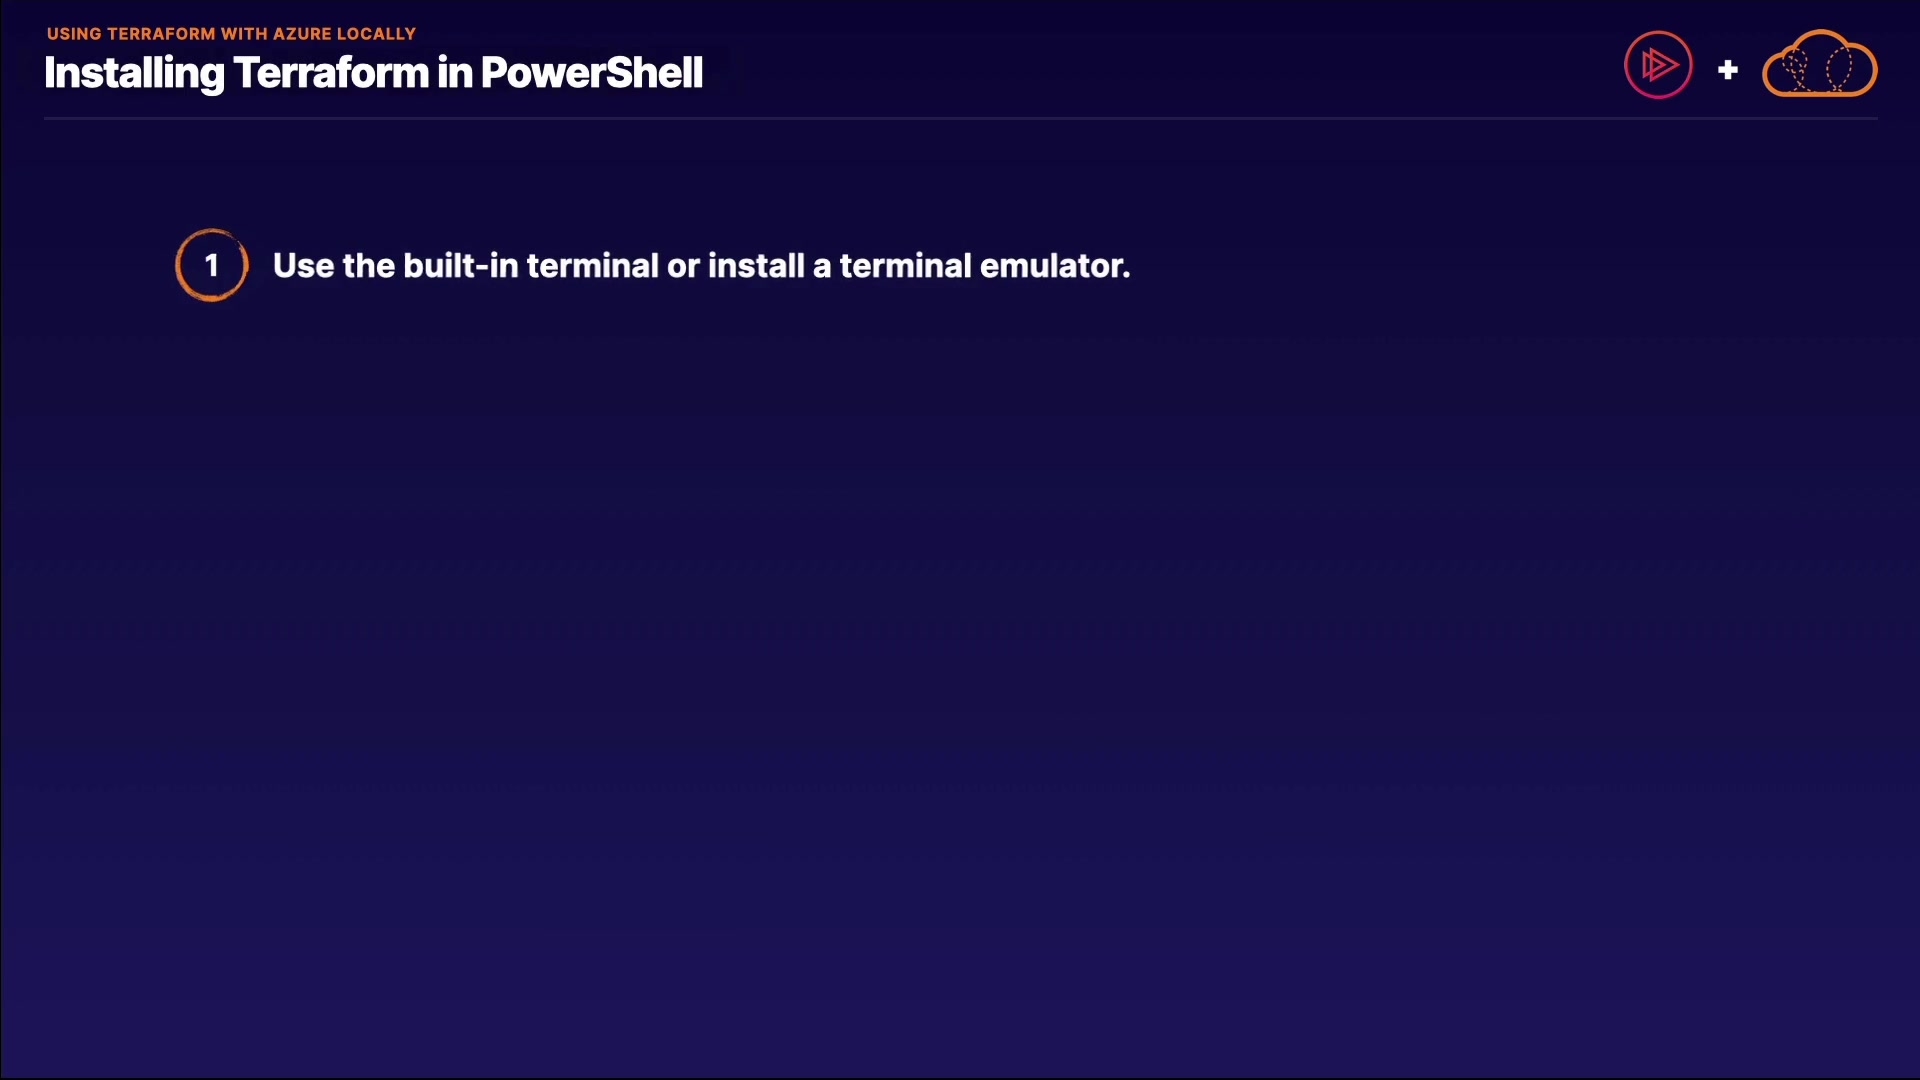 USING TERRAFORM WITH AZURE LOCALLY
Installing Terraform in PowerShell
+
1 Use the built-in terminal or install a terminal emulator.